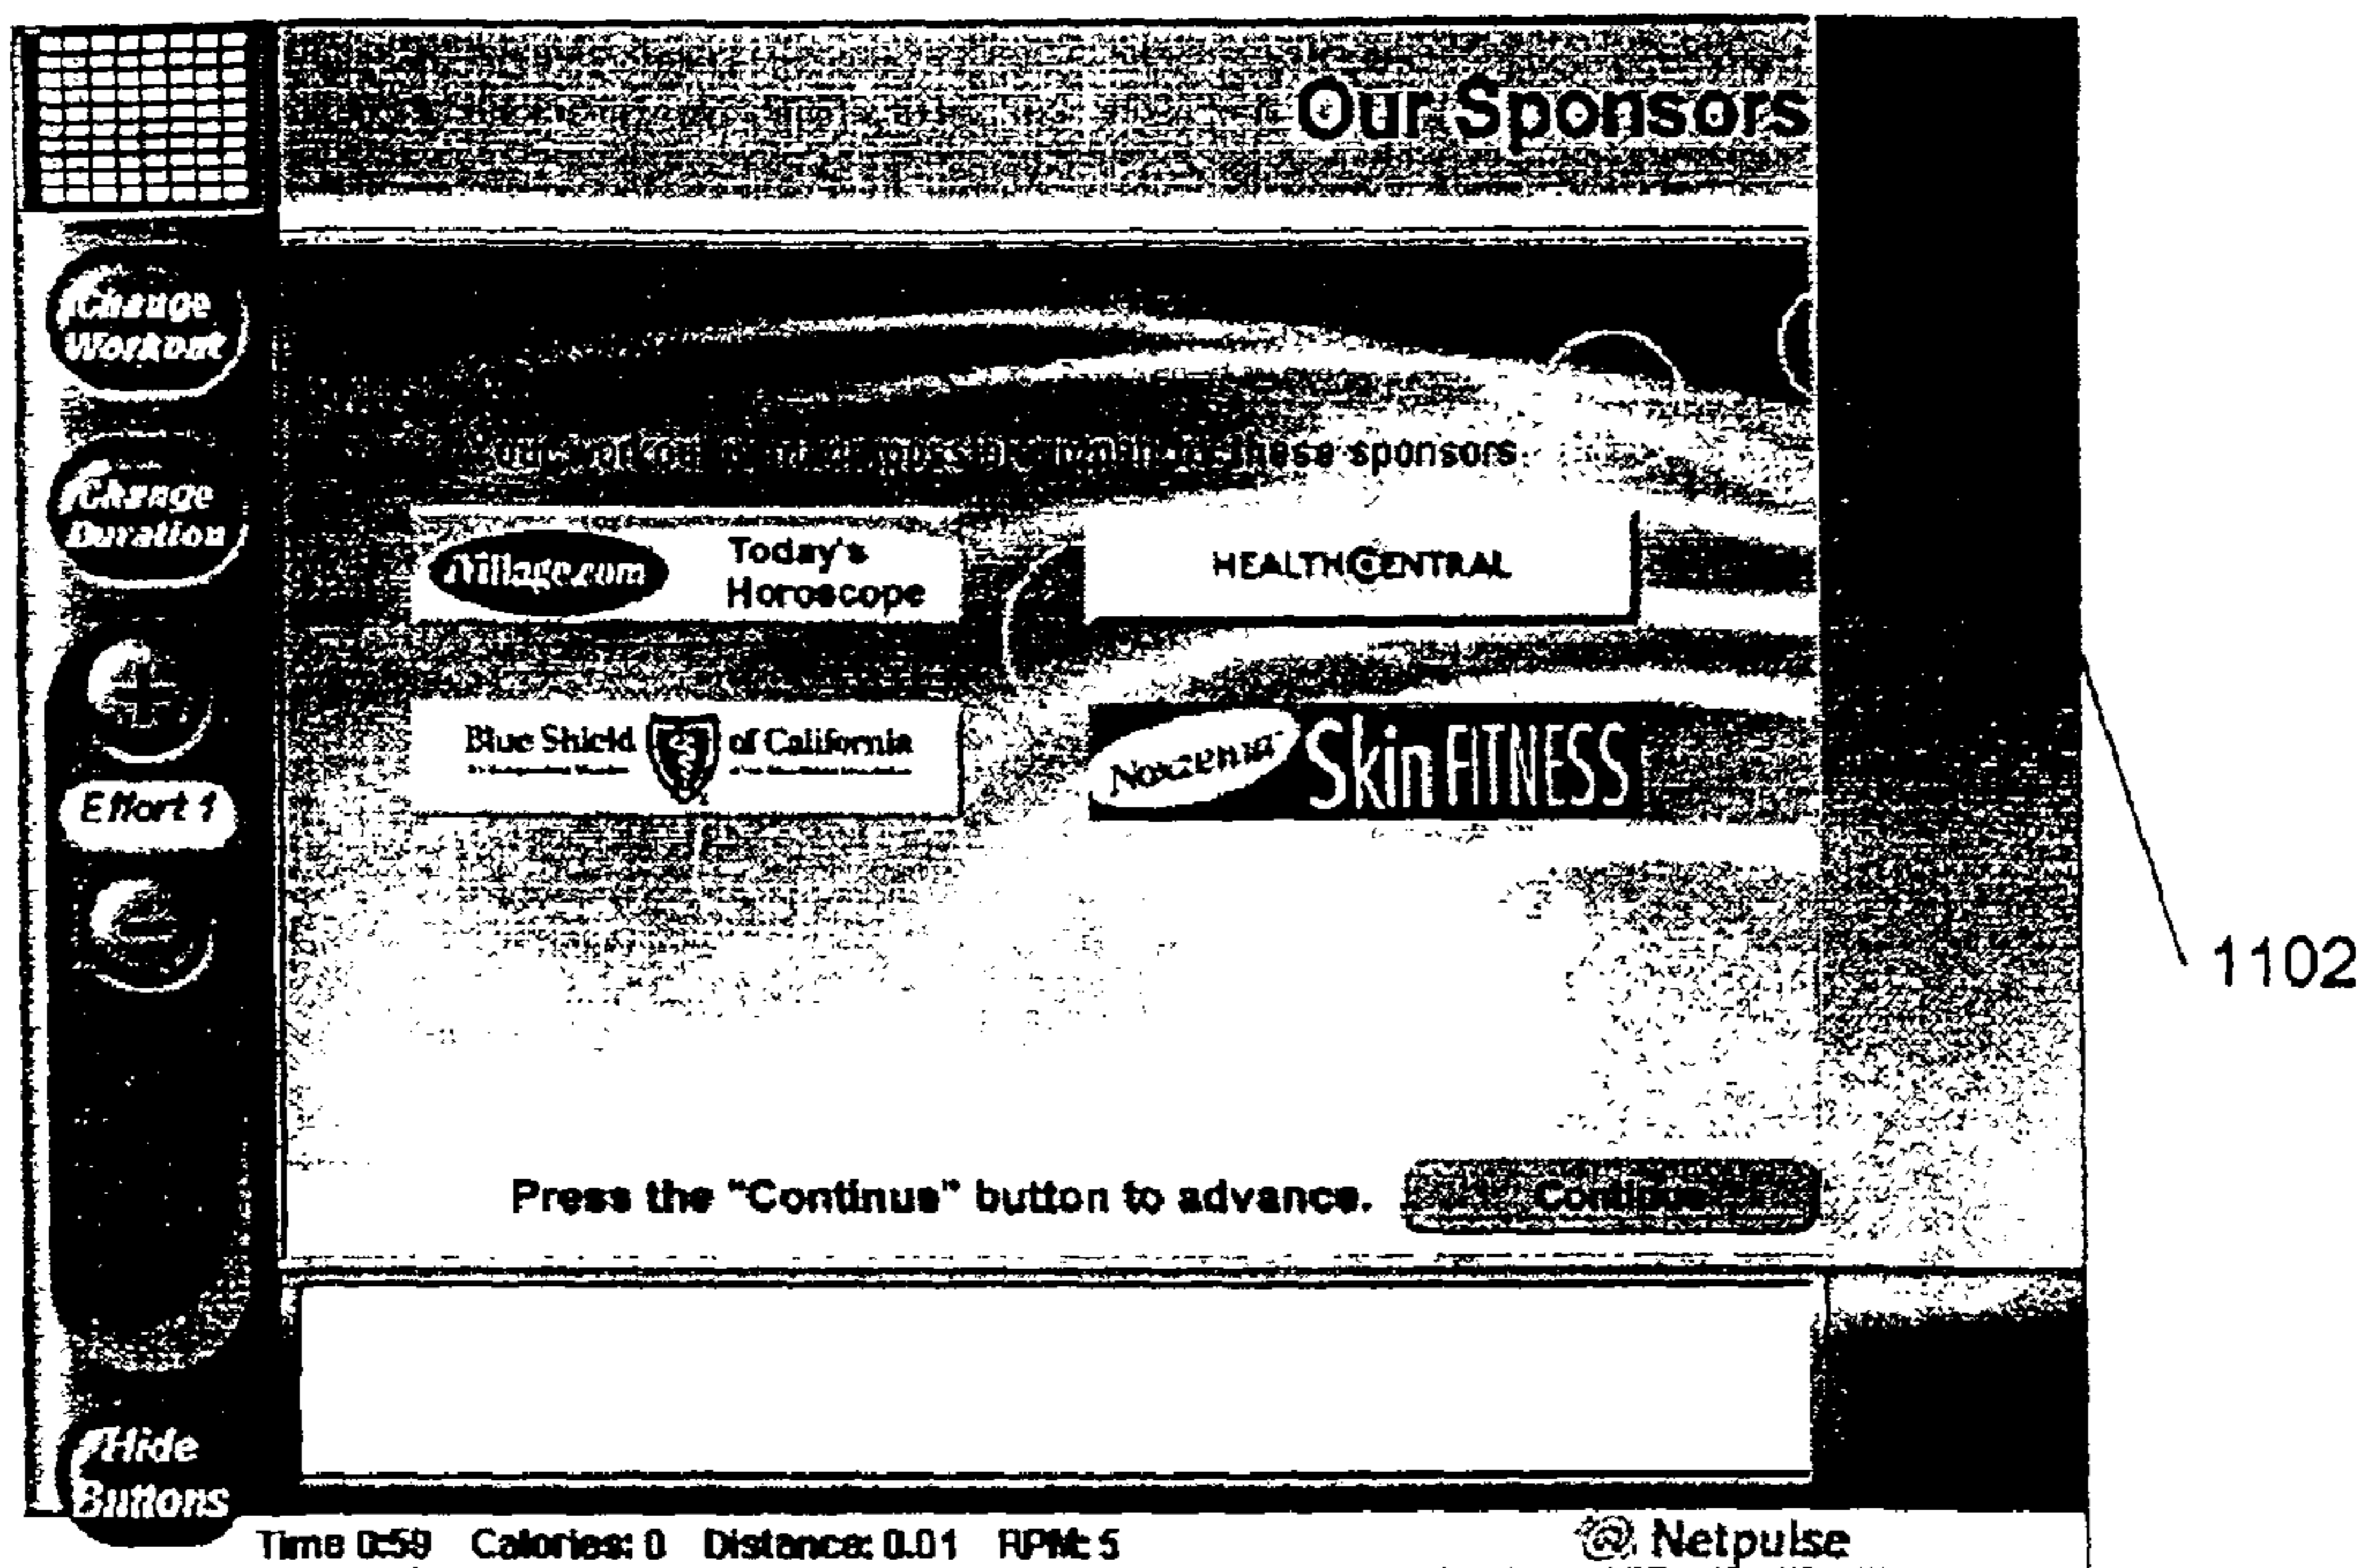 Our Sponsors
Change
Workout
Change
Duration
these sponsors
iVillage.com
Today's
Horoscope
HEALTHCENTRAL
Blue Shield of California
Noxzema Skin FITNESS
+
Effort 1
-
Press the "Continue" button to advance.
Continue
1102
Hide
Buttons
Time 0:59 Calories: 0 Distance: 0.01 RPM: 5
Netpulse